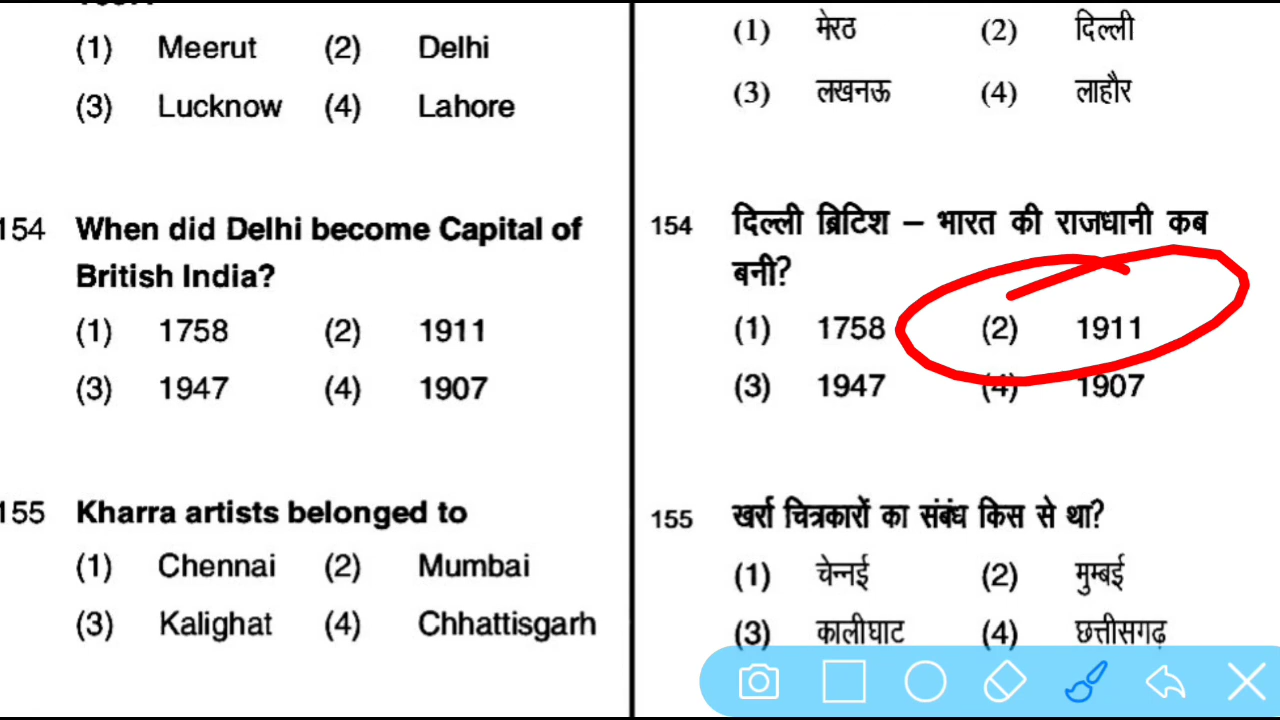 (1) Meerut (2) Delhi
(3) Lucknow (4) Lahore
154 When did Delhi become Capital of
British India?
(1) 1758 (2) 1911
(3) 1947 (4) 1907
155 Kharra artists belonged to
(1) Chennai (2) Mumbai
(3) Kalighat (4) Chhattisgarh
(1) मेरठ (2) दिल्ली
(3) लखनऊ (4) लाहौर
154 दिल्ली ब्रिटिश – भारत की राजधानी कब
बनी?
(1) 1758 (2) 1911
(3) 1947 (4) 1907
155 खर्रा चित्रकारों का संबंध किस से था?
(1) चेन्नई (2) मुम्बई
(3) कालीघाट (4) छत्तीसगढ़